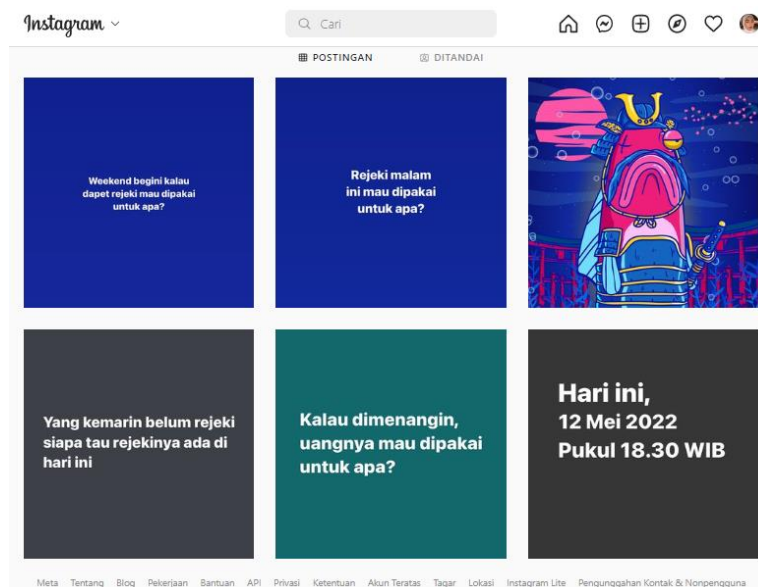 Instagram
Cari
POSTINGAN
DITANDAI
Weekend begini kalau
dapet rejeki mau dipakai
untuk apa?
Rejeki malam
ini mau dipakai
untuk apa?
Yang kemarin belum rejeki
siapa tau rejekinya ada di
hari ini
Kalau dimenangin,
uangnya mau dipakai
untuk apa?
Hari ini,
12 Mei 2022
Pukul 18.30 WIB
Meta Tentang Blog Pekerjaan Bantuan API Privasi Ketentuan Akun Teratas Tagar Lokasi Instagram Lite Pengunggahan Kontak & Nonpengguna